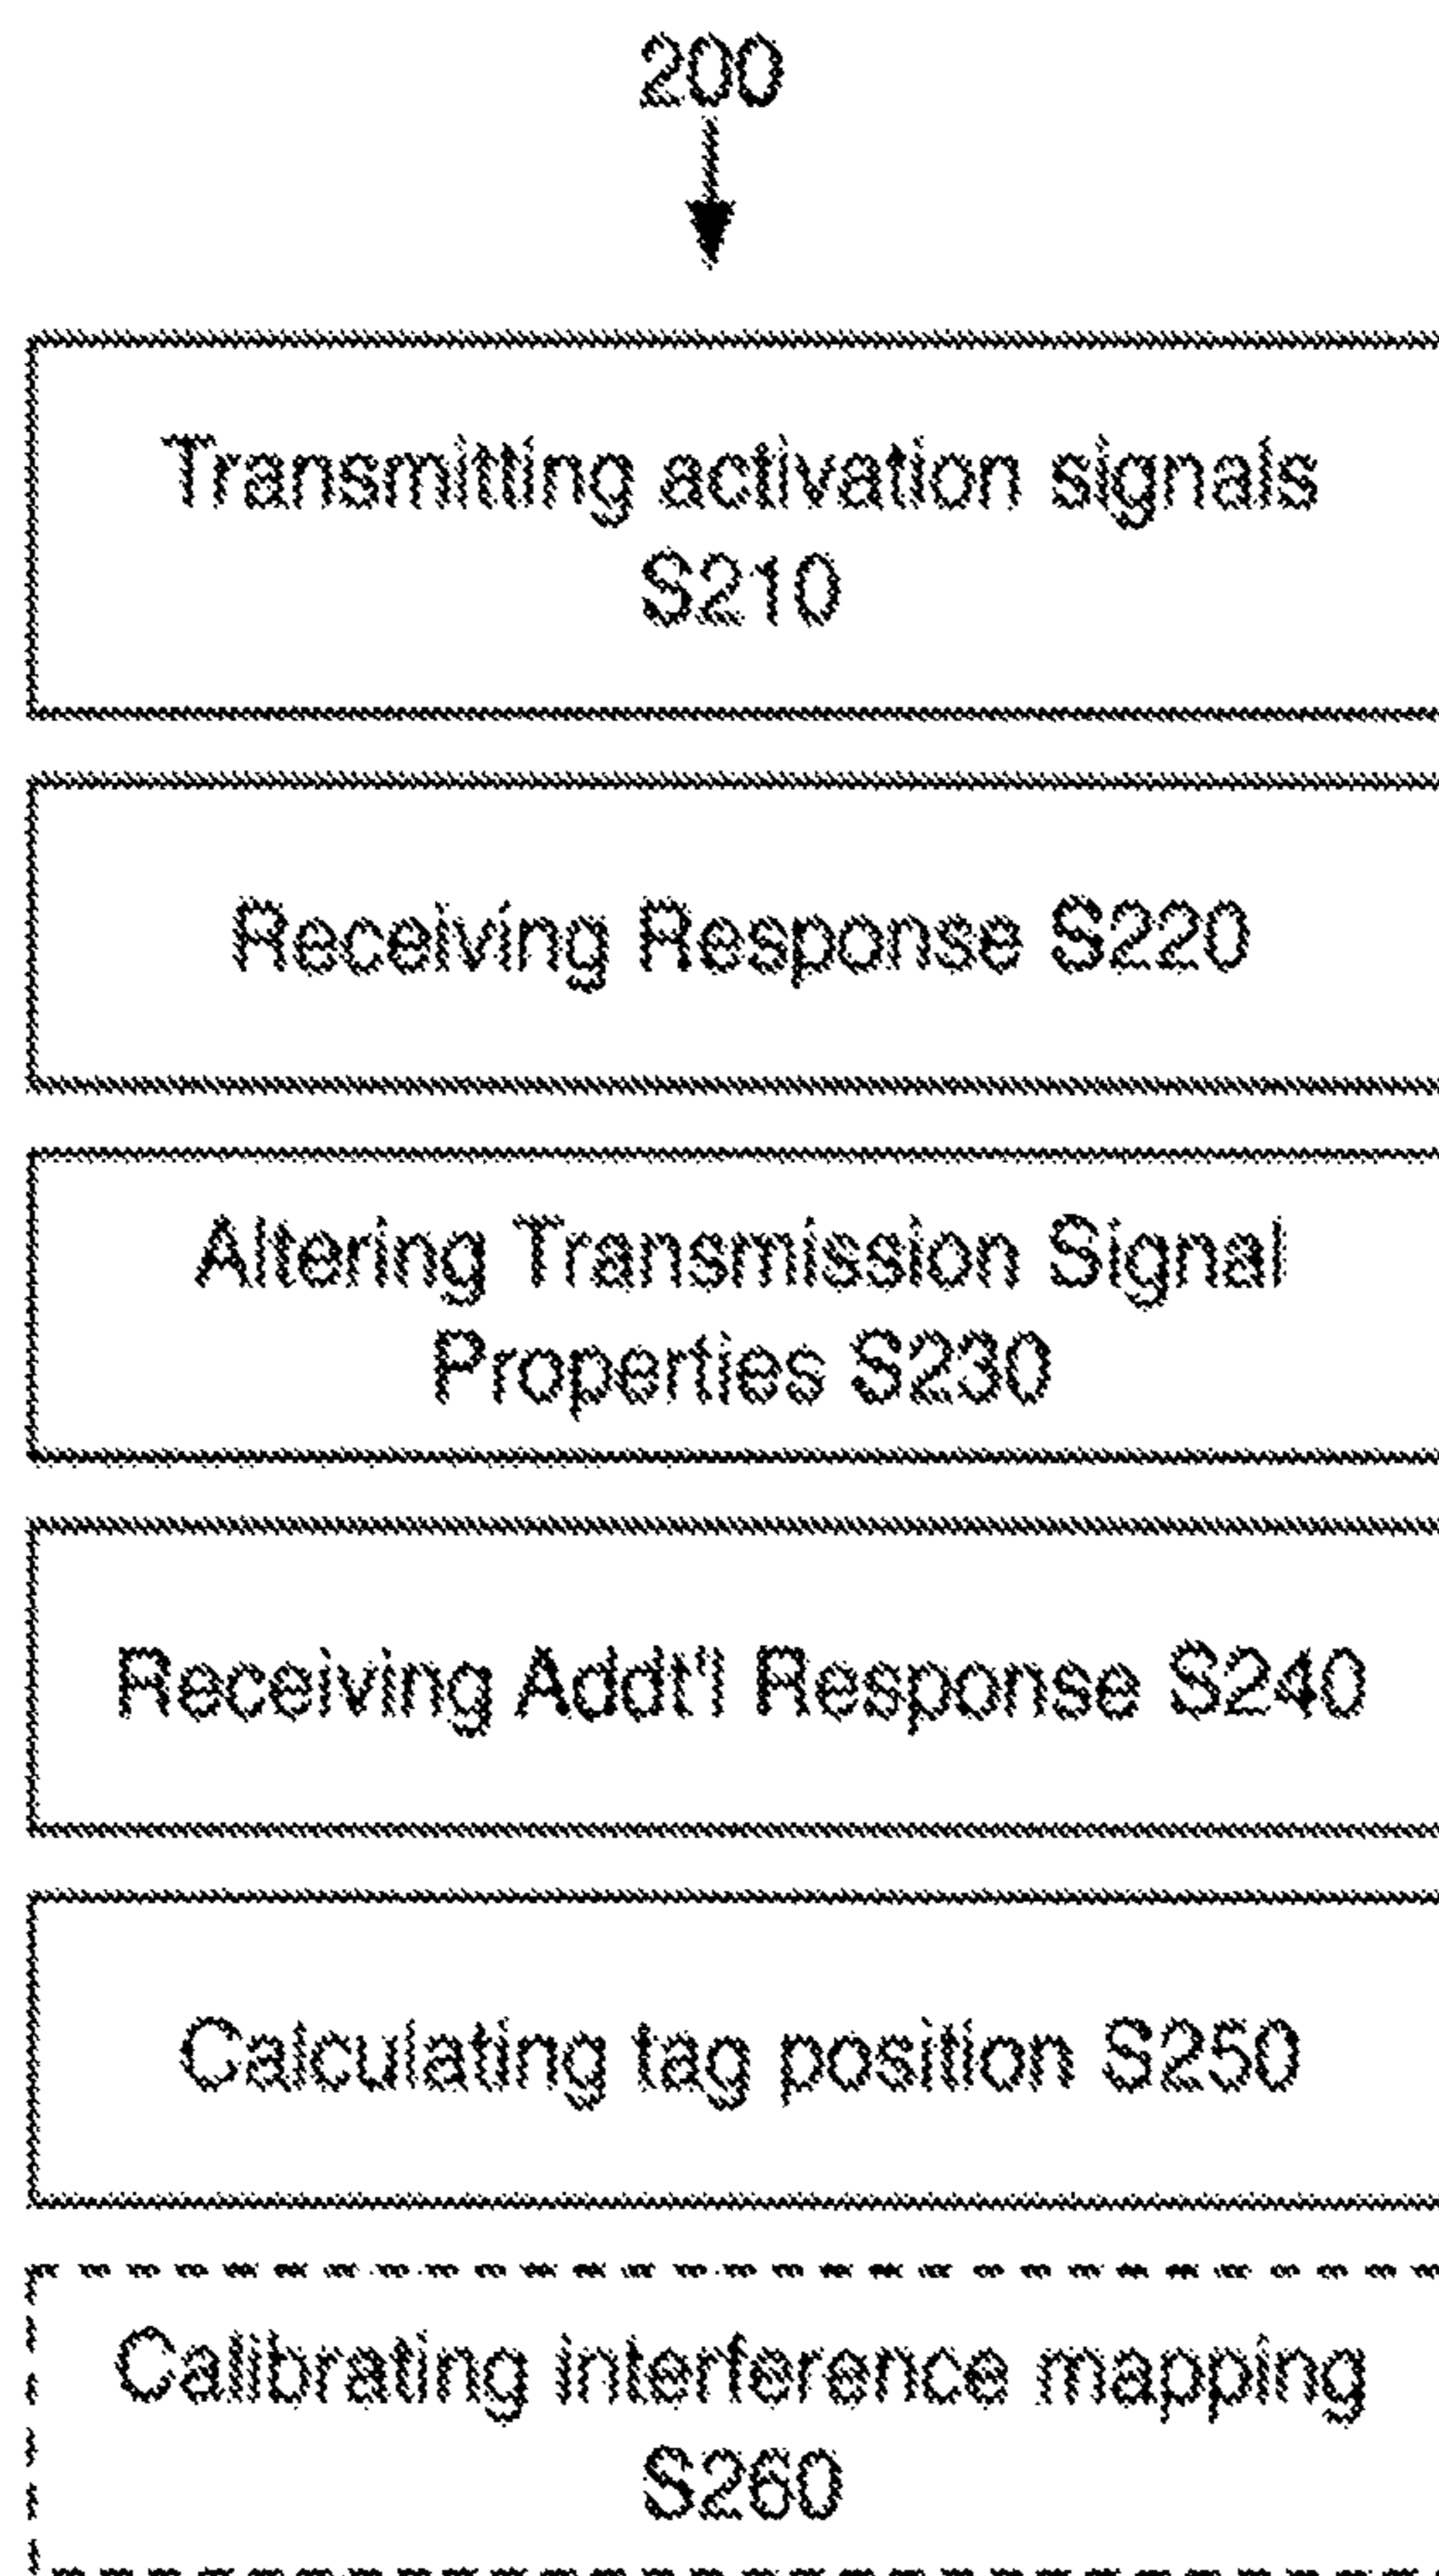 200
Transmitting activation signals
S210
Receiving Response S220
Altering Transmission Signal
Properties S230
Receiving Addt'l Response S240
Calculating tag position S250
Calibrating interference mapping
S260